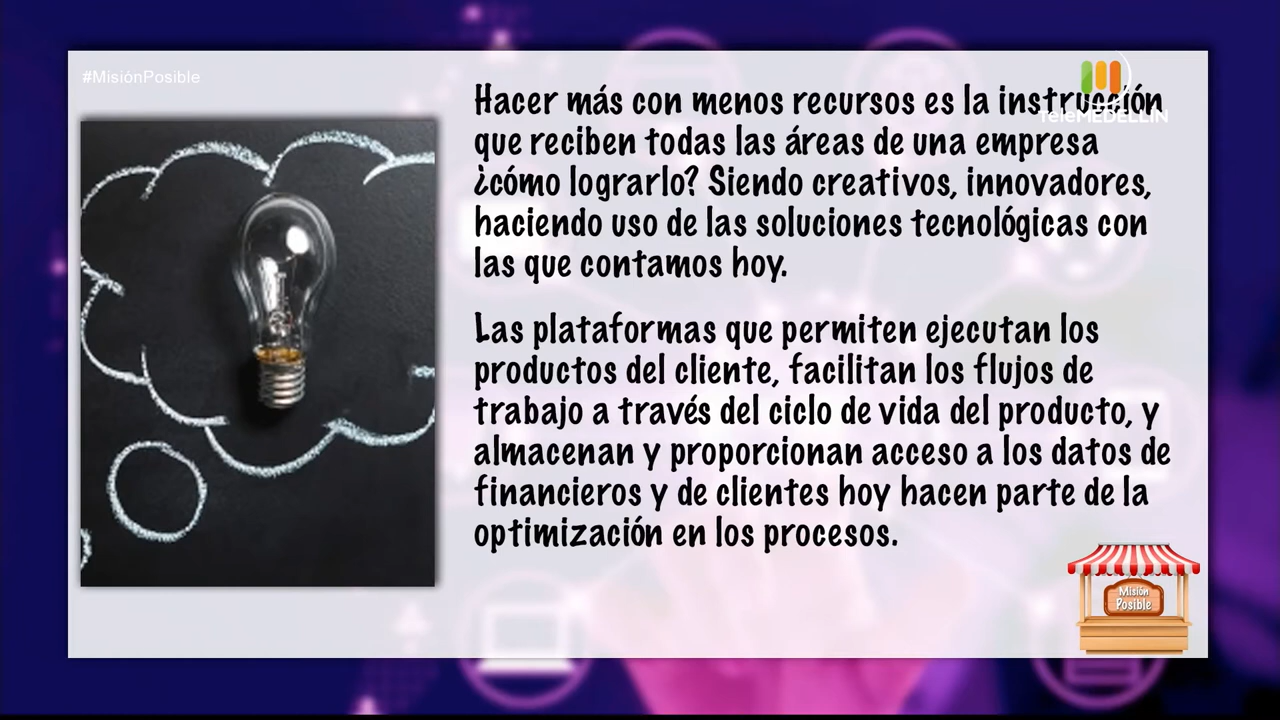 #MisiónPosible
Hacer más con menos recursos es la instrucción
que reciben todas las áreas de una empresa
¿cómo lograrlo? Siendo creativos, innovadores,
haciendo uso de las soluciones tecnológicas con
las que contamos hoy.
Las plataformas que permiten ejecutan los
productos del cliente, facilitan los flujos de
trabajo a través del ciclo de vida del producto, y
almacenan y proporcionan acceso a los datos de
financieros y de clientes hoy hacen parte de la
optimización en los procesos.
TeleMEDELLÍN
Misión
Posible